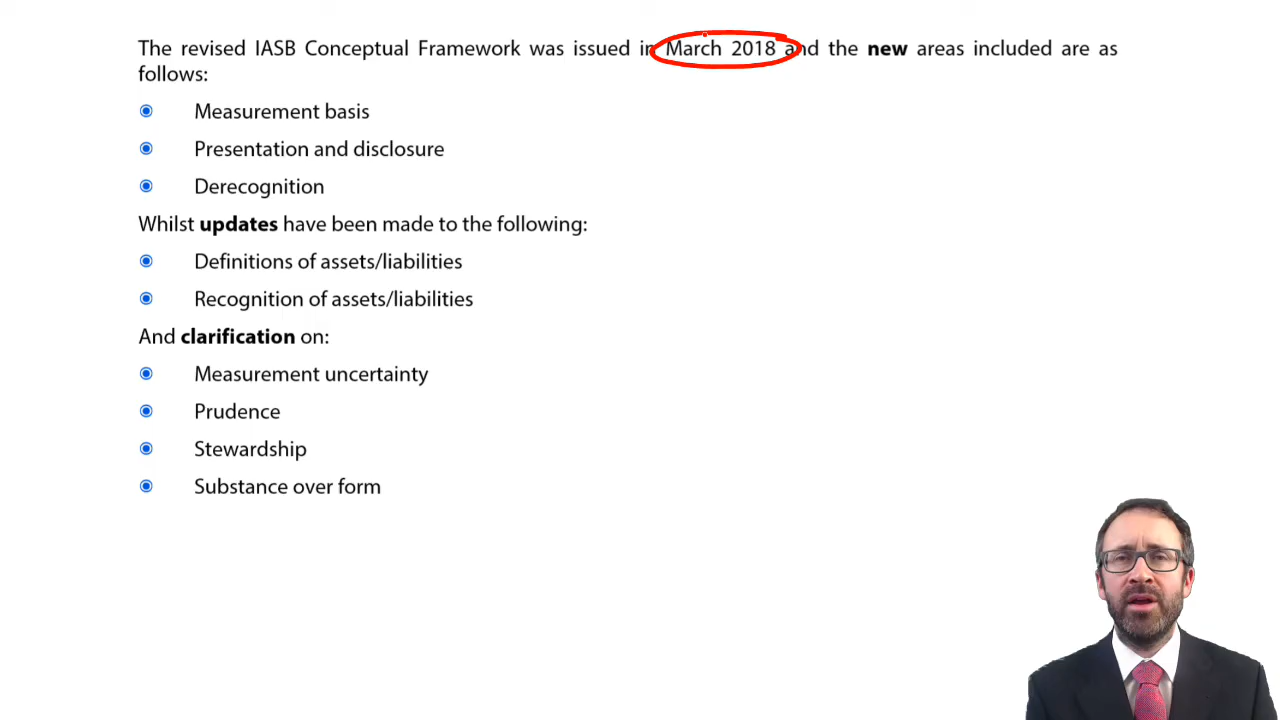 The revised IASB Conceptual Framework was issued in March 2018 and the new areas included are as
follows:
Measurement basis
Presentation and disclosure
Derecognition
Whilst updates have been made to the following:
Definitions of assets/liabilities
Recognition of assets/liabilities
And clarification on:
Measurement uncertainty
Prudence
Stewardship
Substance over form